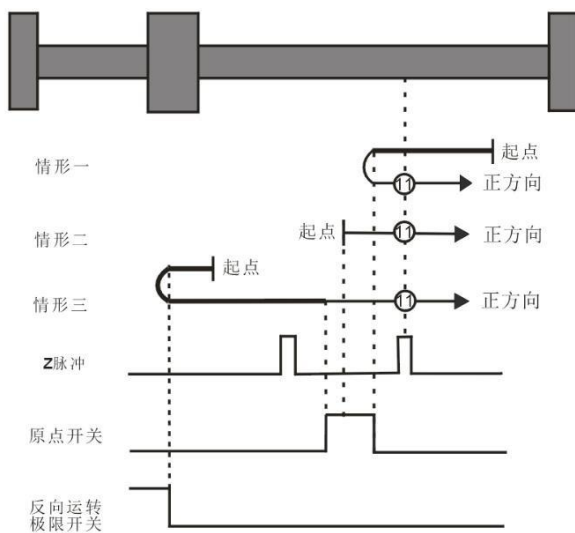 情形一
起点
11
正方向
情形二
起点
11
正方向
起点
情形三
11
正方向
Z脉冲
原点开关
反向运转
极限开关